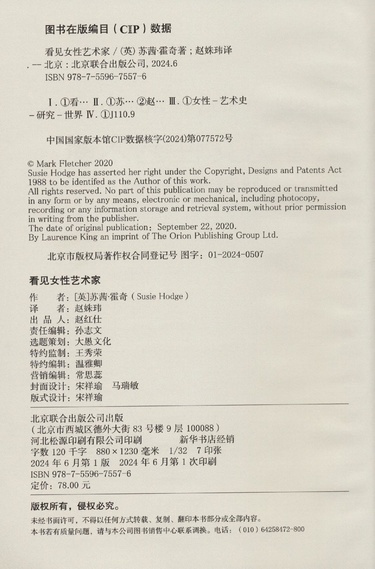 图书在版编目（CIP）数据
看见女性艺术家 / (英) 苏茜·霍奇著 ; 赵姝玮译
. — 北京 : 北京联合出版公司, 2024.6
ISBN 978-7-5596-7557-6
Ⅰ. ①看… Ⅱ. ①苏… ②赵… Ⅲ. ①女性－艺术史
－研究－世界 Ⅳ. ①J110.9
中国国家版本馆CIP数据核字(2024)第077572号
© Mark Fletcher 2020
Susie Hodge has asserted her right under the Copyright, Designs and Patents Act
1988 to be identifed as the Author of this work.
All rights reserved. No part of this publication may be reproduced or transmitted
in any form or by any means, electronic or mechanical, including photocopy,
recording or any information storage and retrieval system, without prior permission
in writing from the publisher.
The date of original publication: September 22, 2020.
By Laurence King an imprint of The Orion Publishing Group Ltd.
北京市版权局著作权合同登记号 图字：01-2024-0507
看见女性艺术家
作 者：[英]苏茜·霍奇（Susie Hodge）
译 者：赵姝玮
出 品 人：赵红仕
责任编辑：孙志文
选题策划：大愚文化
特约监制：王秀荣
特约编辑：温雅卿
营销编辑：常思蕊
封面设计：宋祥瑜 马瑞敏
版式设计：宋祥瑜
北京联合出版公司出版
（北京市西城区德外大街 83 号楼 9 层 100088）
河北松源印刷有限公司印刷 新华书店经销
字数 120 千字 880×1230 毫米 1/32 7 印张
2024 年 6 月第 1 版 2024 年 6 月第 1 次印刷
ISBN 978-7-5596-7557-6
定价：78.00 元
版权所有，侵权必究。
未经书面许可，不得以任何方式转载、复制、翻印本书部分或全部内容。
本书若有质量问题，请与本公司图书销售中心联系调换。电话：（010）64258472-800